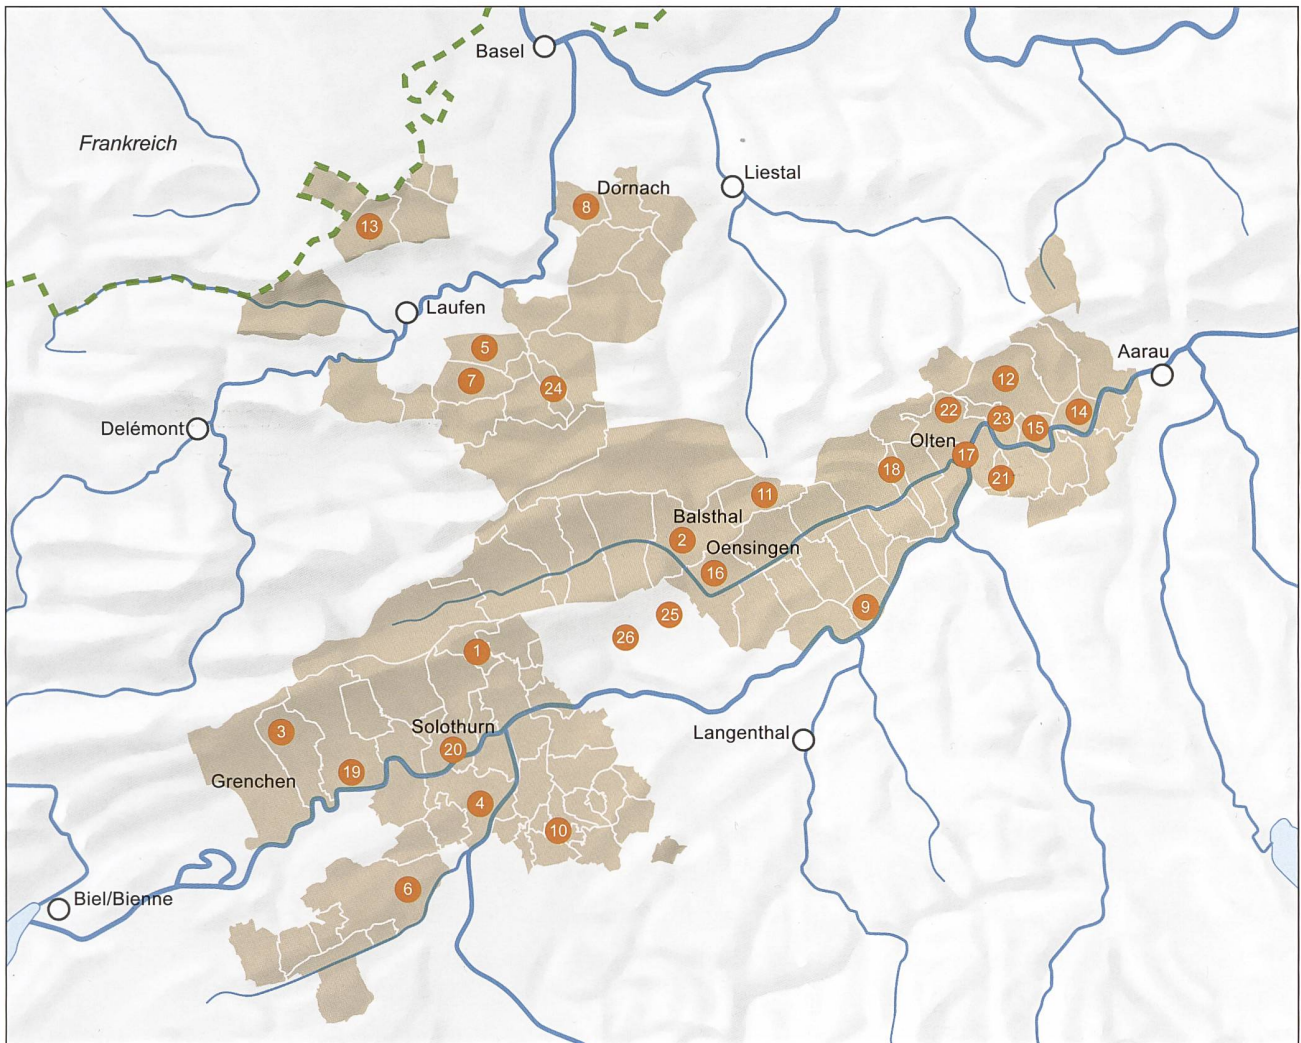 Basel
Frankreich
Liestal
Dornach
8
13
Laufen
5
Aarau
7
24
12
22
14
23
15
Delémont
Olten
17
18
21
11
Balsthal
2
Oensingen
16
9
25
26
1
3
Solothurn
20
Langenthal
19
Grenchen
4
10
6
Biel/Bienne